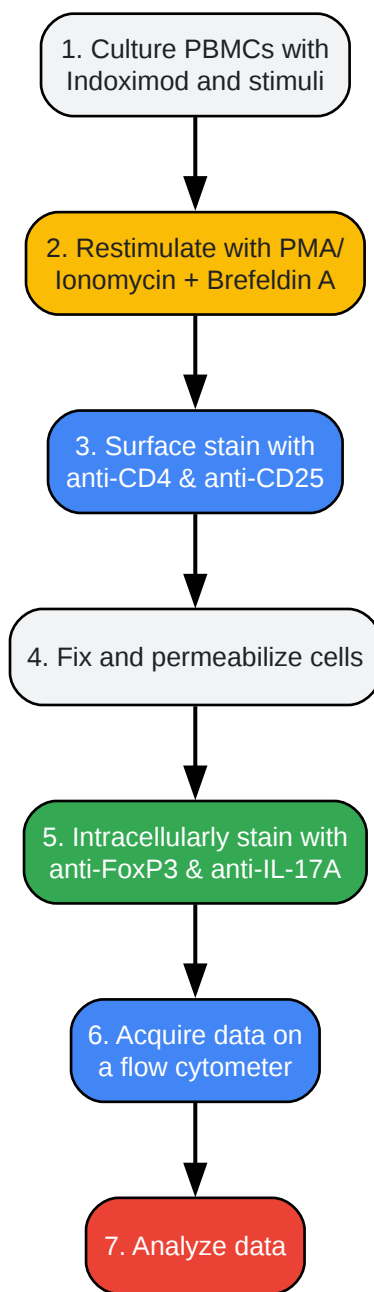 1. Culture PBMCs with
Indoximod and stimuli
2. Restimulate with PMA/
Ionomycin + Brefeldin A
3. Surface stain with
anti-CD4 & anti-CD25
4. Fix and permeabilize cells
5. Intracellularly stain with
anti-FoxP3 & anti-IL-17A
6. Acquire data on
a flow cytometer
7. Analyze data